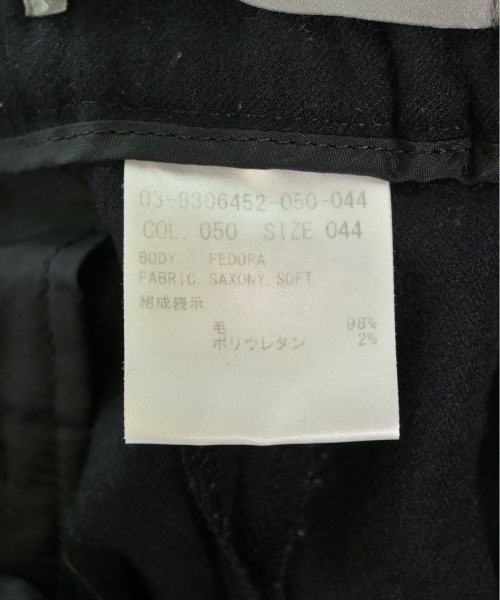 03-8306452-050-044
COL. 050 SIZE 044
BODY FEDORA
FABRIC. SAXONY. SOFT
組成表示
毛 98%
ポリウレタン 2%